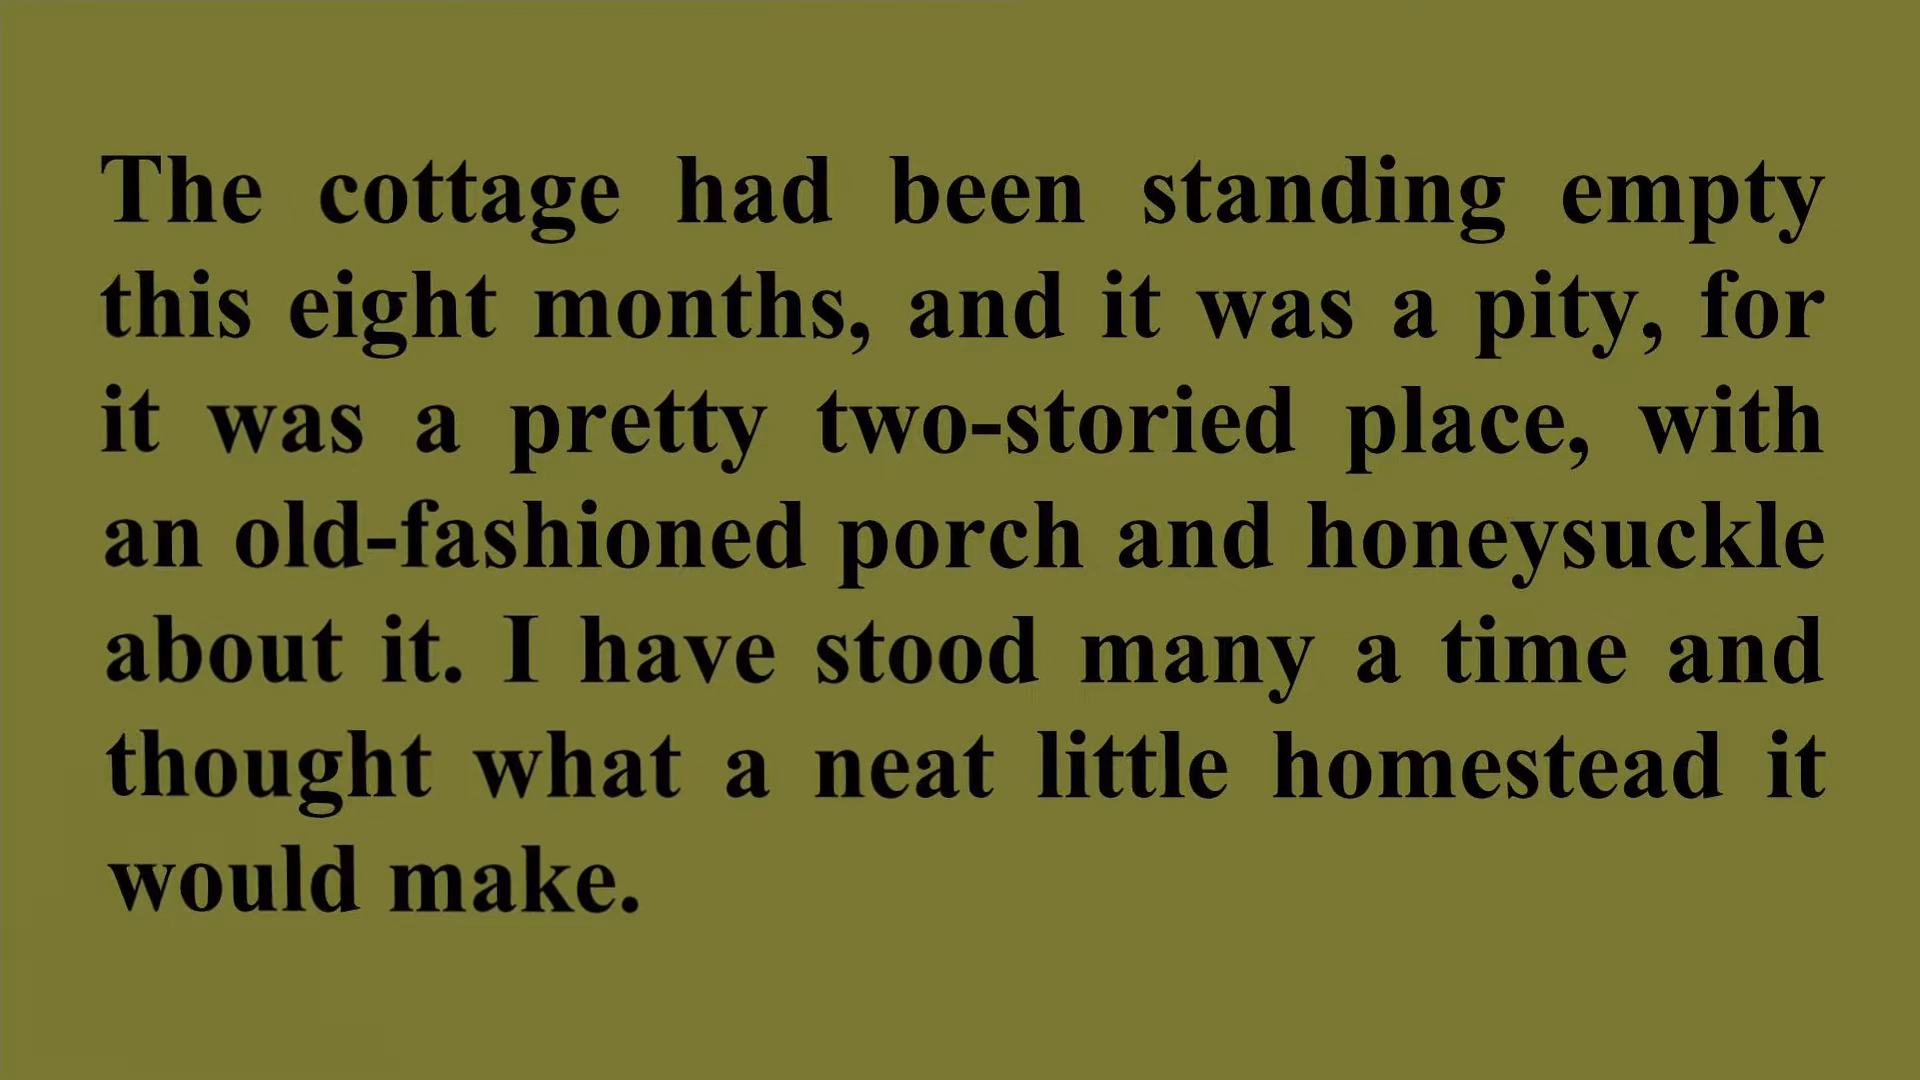 The cottage had been standing empty
this eight months, and it was a pity, for
it was a pretty two-storied place, with
an old-fashioned porch and honeysuckle
about it. I have stood many a time and
thought what a neat little homestead it
would make.